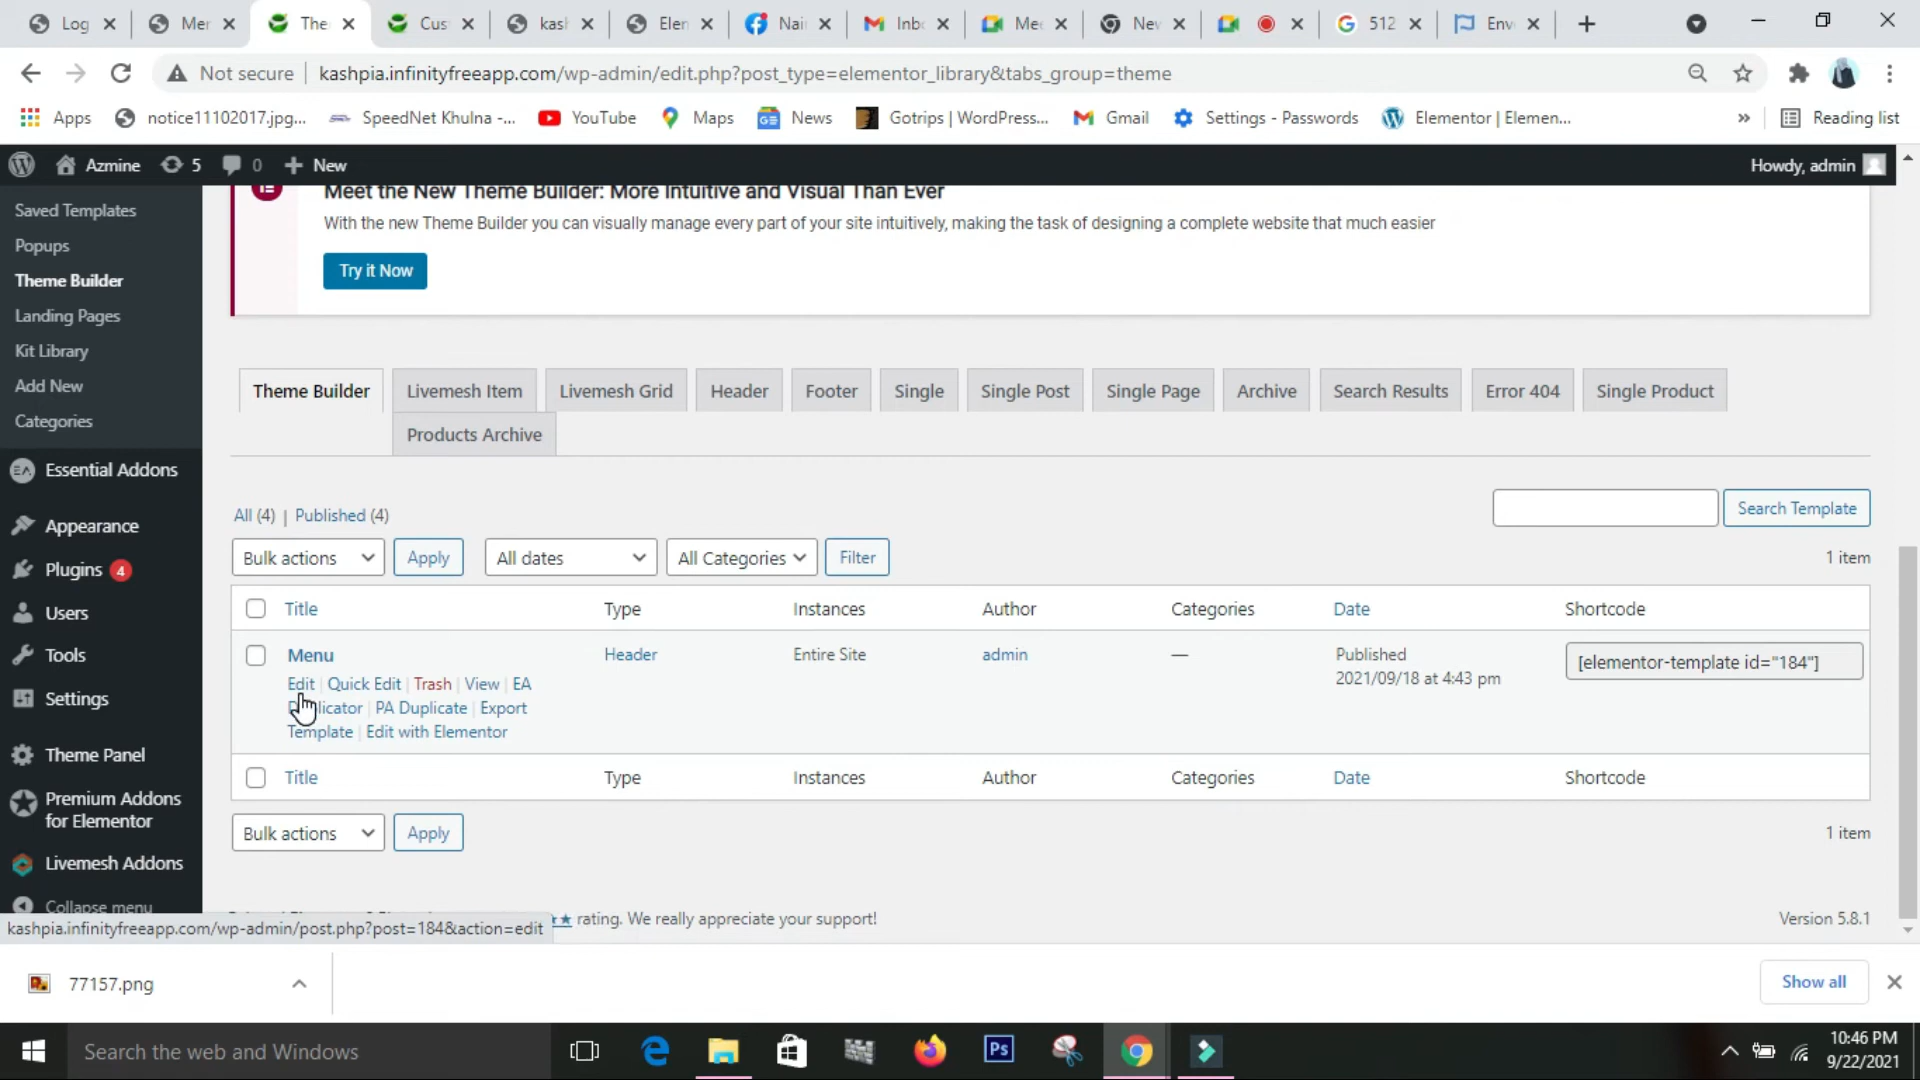 Log
Mer
The
Cus
kash
Elen
Nai
Inbo
Mee
New
512
Env
Not secure
kashpia.infinityfreeapp.com/wp-admin/edit.php?post_type=elementor_library&tabs_group=theme
Apps
notice11102017.jpg...
SpeedNet Khulna -...
YouTube
Maps
News
Gotrips | WordPress...
Gmail
Settings - Passwords
Elementor | Elemen...
»
Reading list
Azmine
5
0
New
Howdy, admin
Saved Templates
Popups
Theme Builder
Landing Pages
Kit Library
Add New
Categories
Essential Addons
Appearance
Plugins 4
Users
Tools
Settings
Theme Panel
Premium Addons
for Elementor
Livemesh Addons
Collapse menu
Meet the New Theme Builder: More Intuitive and Visual Than Ever
With the new Theme Builder you can visually manage every part of your site intuitively, making the task of designing a complete website that much easier
Try it Now
Theme Builder
Livemesh Item
Livemesh Grid
Header
Footer
Single
Single Post
Single Page
Archive
Search Results
Error 404
Single Product
Products Archive
All (4) | Published (4)
Search Template
Bulk actions
Apply
All dates
All Categories
Filter
1 item
Title Type Instances Author Categories Date Shortcode
Menu Header Entire Site admin — Published [elementor-template id="184"]
2021/09/18 at 4:43 pm
Edit | Quick Edit | Trash | View | EA
licator | PA Duplicate | Export
Template | Edit with Elementor
Title Type Instances Author Categories Date Shortcode
Bulk actions
Apply
1 item
rating. We really appreciate your support!
Version 5.8.1
kashpia.infinityfreeapp.com/wp-admin/post.php?post=184&action=edit
77157.png
Show all
Search the web and Windows
Ps
10:46 PM
9/22/2021